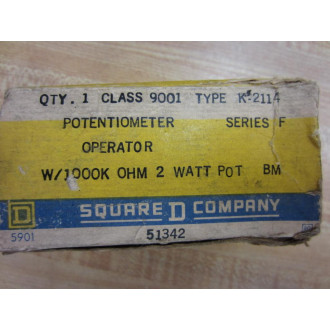 QTY. 1 CLASS 9001 TYPE K-2114
POTENTIOMETER SERIES F
OPERATOR
W/1000K OHM 2 WATT POT BM
D SQUARE D COMPANY
5901 51342